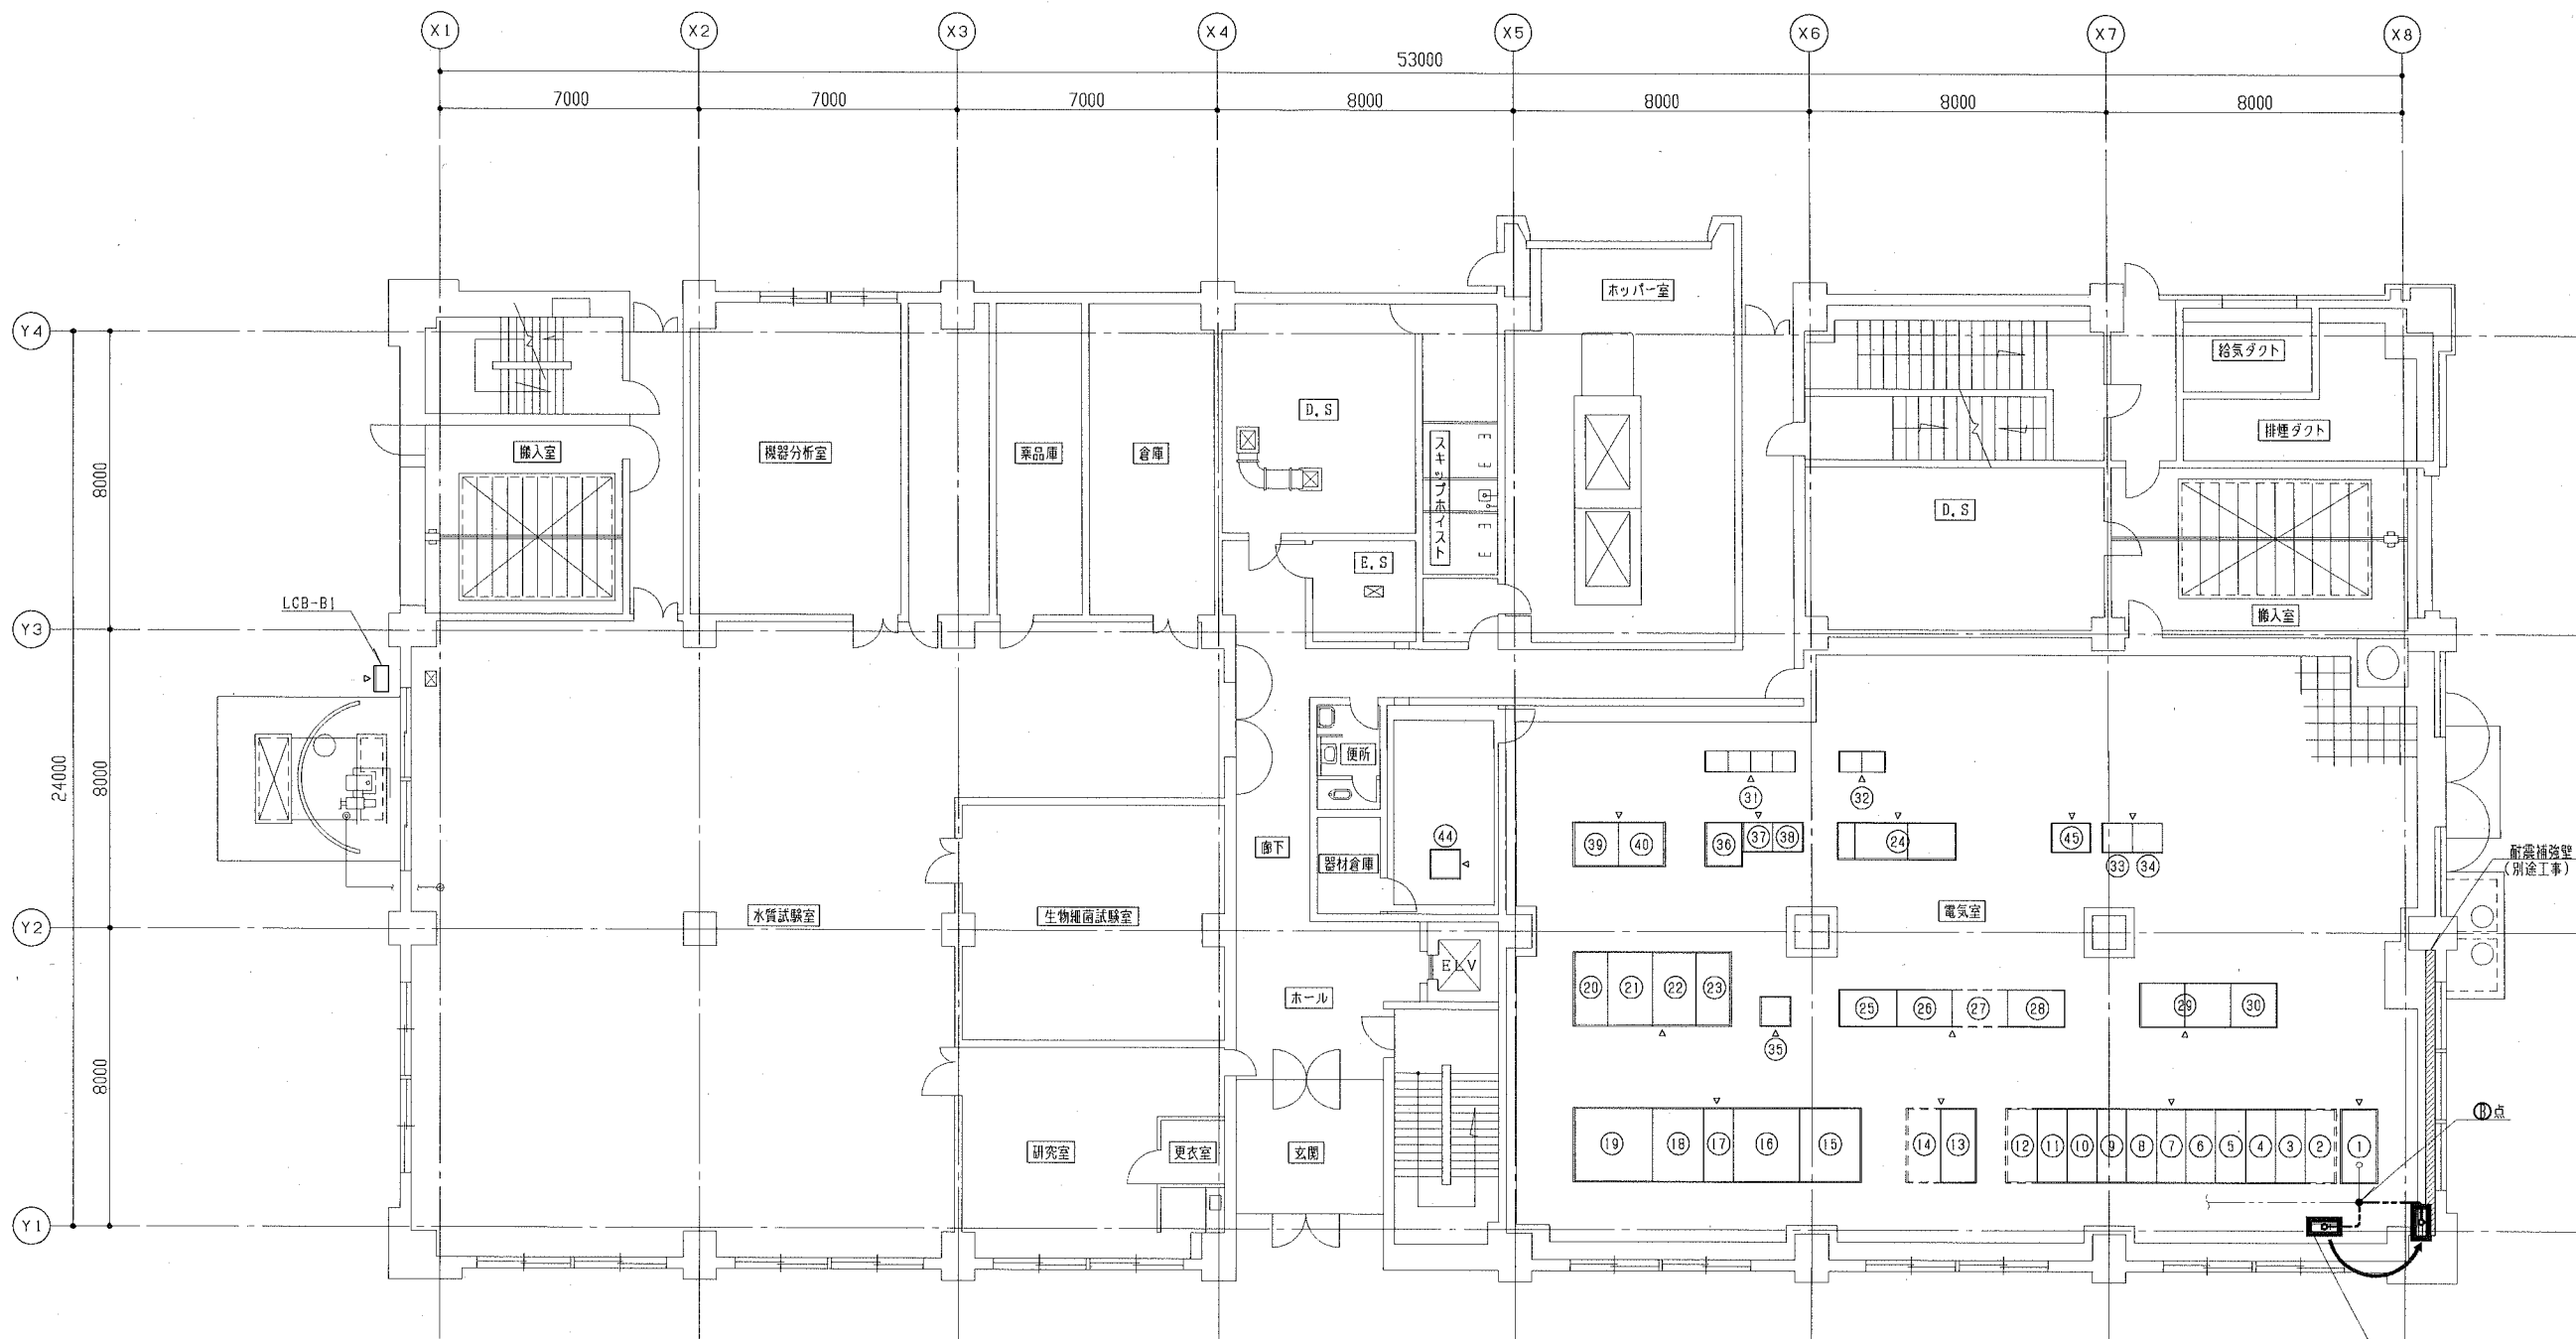 X1
X2
X3
X4
X5
X6
X7
X8
53000
7000
7000
7000
8000
8000
8000
8000
Y4
Y3
Y2
Y1
24000
8000
8000
8000
ホッパー室
給気ダクト
排煙ダクト
搬入室
機器分析室
薬品庫
倉庫
D.S
スキップホイスト
E.S
D.S
搬入室
LCB-B1
便所
31
32
廊下
器材倉庫
44
39
40
36
37
38
24
45
33
34
耐震補強壁
(別途工事)
水質試験室
生物細菌試験室
電気室
ELV
ホール
20
21
22
23
35
25
26
27
28
29
30
研究室
更衣室
玄関
19
18
17
16
15
14
13
12
11
10
9
8
7
6
5
4
3
2
1
Ⓑ点